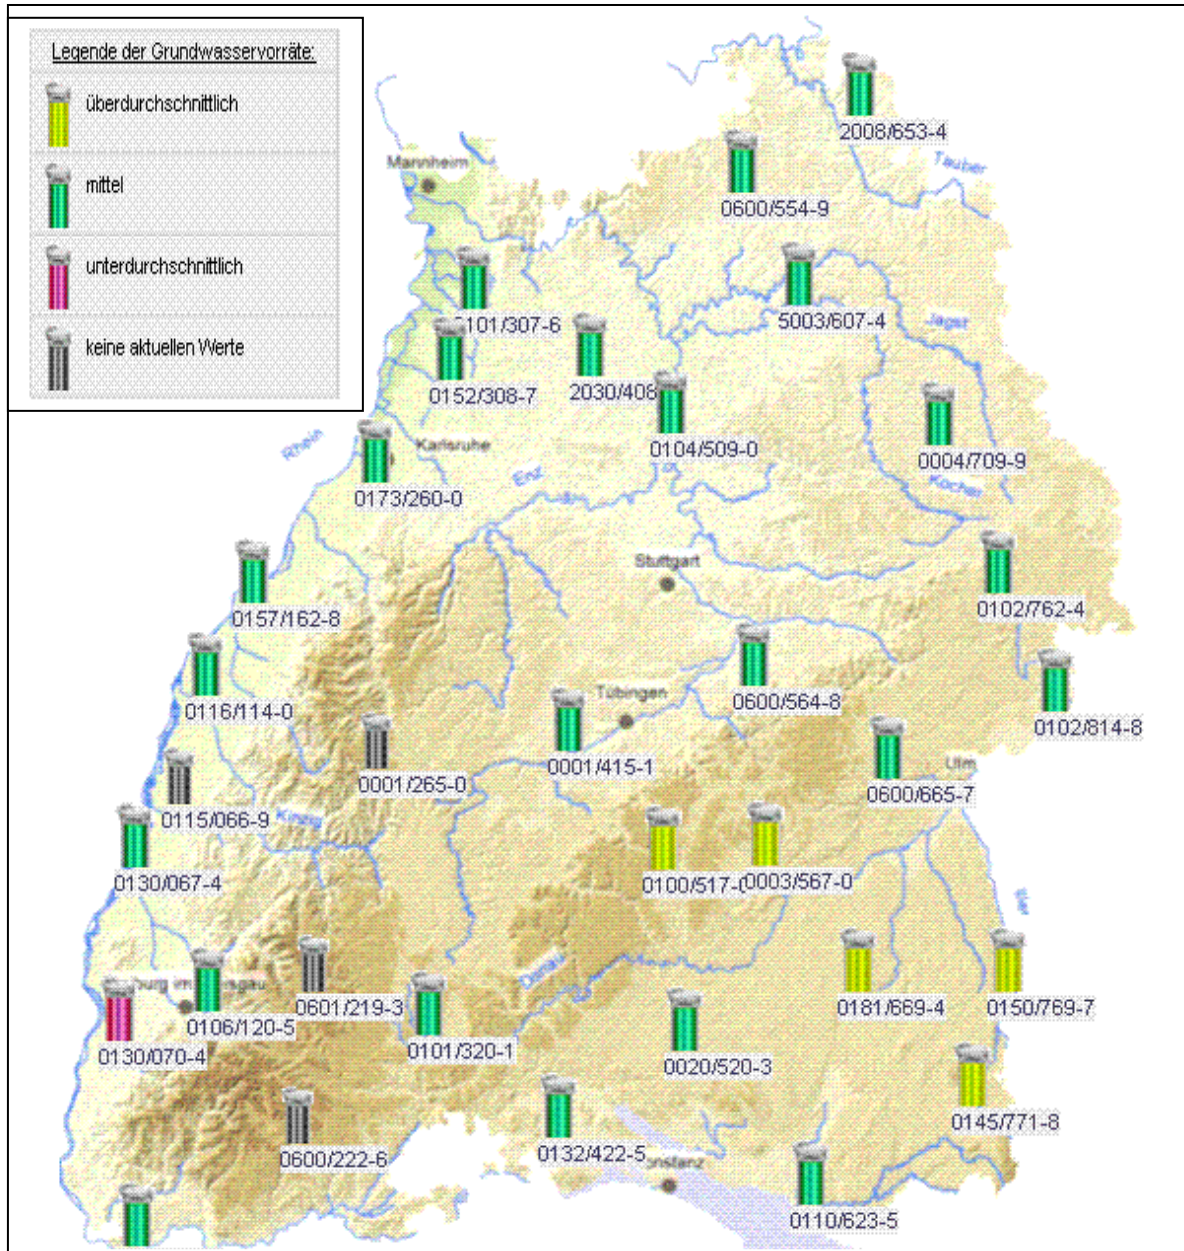 Legende der Grundwasservorräte:
überdurchschnittlich
mittel
unterdurchschnittlich
keine aktuellen Werte
2008/653-4
Tauber
Mannheim
0600/554-9
101/307-6
5003/607-4
Jagst
0152/308-7
2030/408
0104/509-0
Rhein
Karlsruhe
0004/709-9
Enz
Kocher
0173/260-0
Stuttgart
0157/162-8
0102/762-4
0116/114-0
Tübingen
0600/564-8
0102/814-8
0001/415-1
0001/265-0
Ulm
0600/665-7
0115/066-9
Kinzig
0130/067-4
0100/517-0
0003/567-0
Donau
burg im
sgau
0601/219-3
0181/669-4
0150/769-7
0106/120-5
0101/320-1
0130/070-4
0020/520-3
0145/771-8
0132/422-5
0600/222-6
onstanz
0110/623-5